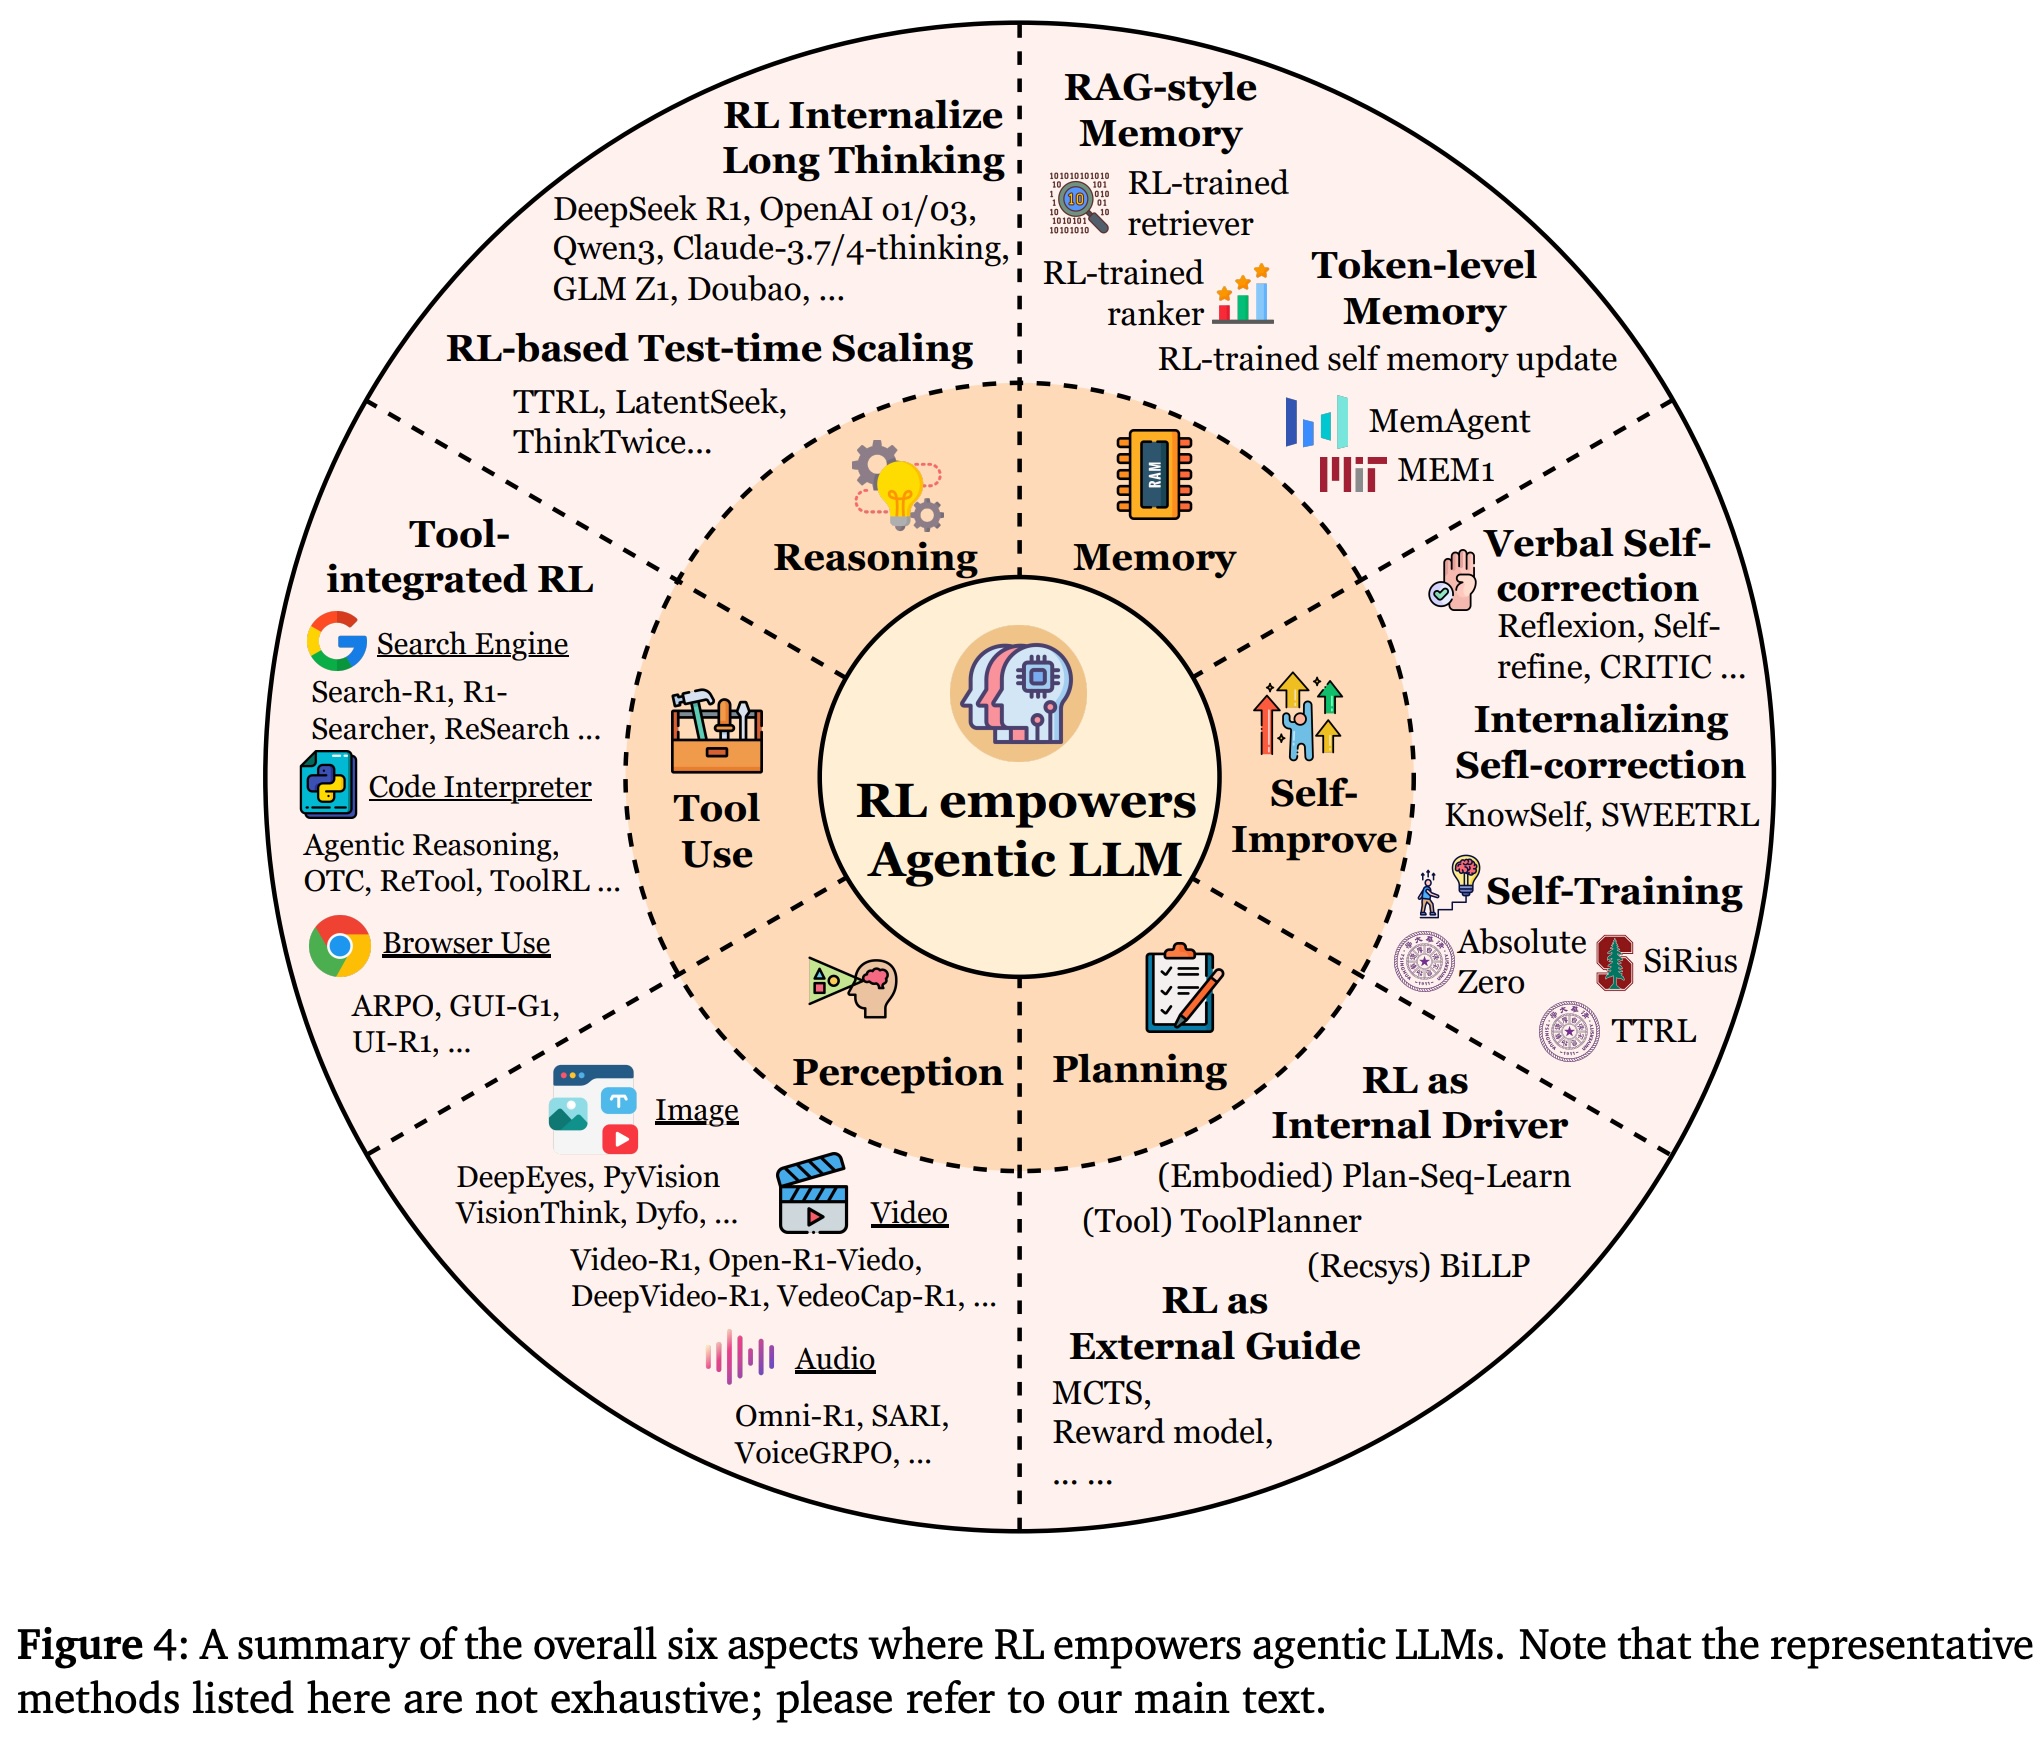 RL Internalize
Long Thinking
DeepSeek R1, OpenAI o1/o3,
Qwen3, Claude-3.7/4-thinking,
GLM Z1, Doubao, ...
RL-based Test-time Scaling
TTRL, LatentSeek,
ThinkTwice...
Reasoning
RAG-style
Memory
RL-trained
retriever
RL-trained
ranker
Token-level
Memory
RL-trained self memory update
MemAgent
MEM1
RAM
Memory
Verbal Self-
correction
Reflexion, Self-
refine, CRITIC ...
Internalizing
Sefl-correction
KnowSelf, SWEETRL
Self-Training
Absolute
Zero
SiRius
TTRL
Self-
Improve
RL as
Internal Driver
(Embodied) Plan-Seq-Learn
(Tool) ToolPlanner
(Recsys) BiLLP
RL as
External Guide
MCTS,
Reward model,
... ...
Planning
Perception
Image
DeepEyes, PyVision
VisionThink, Dyfo, ...
Video
Video-R1, Open-R1-Viedo,
DeepVideo-R1, VedeoCap-R1, ...
Audio
Omni-R1, SARI,
VoiceGRPO, ...
Tool
Use
Tool-
integrated RL
Search Engine
Search-R1, R1-
Searcher, ReSearch ...
Code Interpreter
Agentic Reasoning,
OTC, ReTool, ToolRL ...
Browser Use
ARPO, GUI-G1,
UI-R1, ...
RL empowers
Agentic LLM
Figure 4: A summary of the overall six aspects where RL empowers agentic LLMs. Note that the representative
methods listed here are not exhaustive; please refer to our main text.